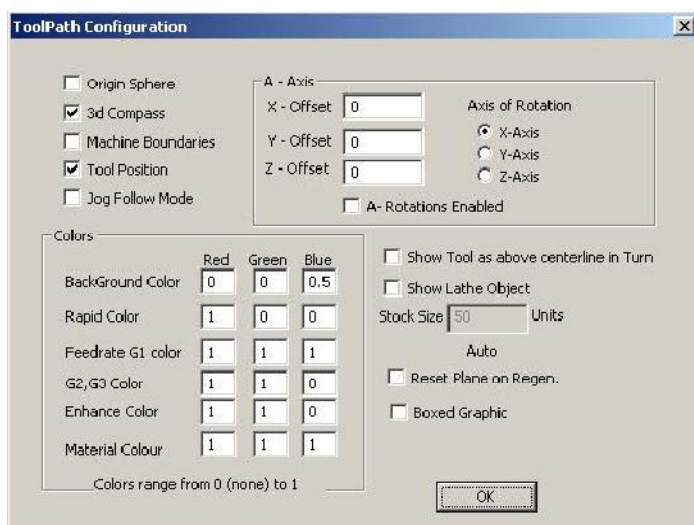 ToolPath Configuration
Origin Sphere
3d Compass
Machine Boundaries
Tool Position
Jog Follow Mode
A - Axis
X - Offset 0
Y - Offset 0
Z - Offset 0
Axis of Rotation
X-Axis
Y-Axis
Z-Axis
A- Rotations Enabled
Colors
Red Green Blue
BackGround Color 0 0 0.5
Rapid Color 1 0 0
Feedrate G1 color 1 1 1
G2,G3 Color 1 1 0
Enhance Color 1 1 0
Material Colour 1 1 1
Colors range from 0 (none) to 1
Show Tool as above centerline in Turn
Show Lathe Object
Stock Size 50 Units
Auto
Reset Plane on Regen.
Boxed Graphic
OK